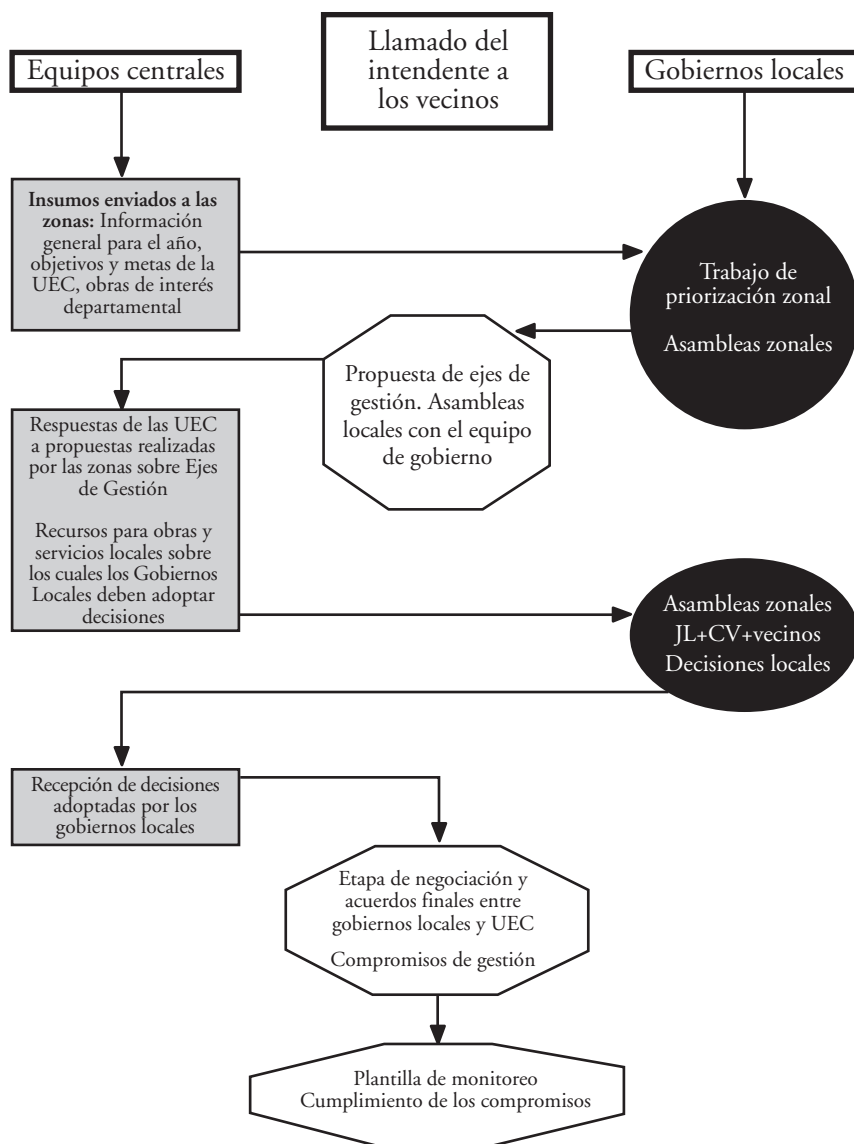 Equipos centrales
Llamado del
intendente a
los vecinos
Gobiernos locales
Insumos enviados a las
zonas: Información
general para el año,
objetivos y metas de la
UEC, obras de interés
departamental
Trabajo de
priorización zonal
Asambleas zonales
Propuesta de ejes de
gestión. Asambleas
locales con el equipo
de gobierno
Respuestas de las UEC
a propuestas realizadas
por las zonas sobre Ejes
de Gestión
Recursos para obras y
servicios locales sobre
los cuales los Gobiernos
Locales deben adoptar
decisiones
Asambleas zonales
JL+CV+vecinos
Decisiones locales
Recepción de decisiones
adoptadas por los
gobiernos locales
Etapa de negociación y
acuerdos finales entre
gobiernos locales y UEC
Compromisos de gestión
Plantilla de monitoreo
Cumplimiento de los compromisos